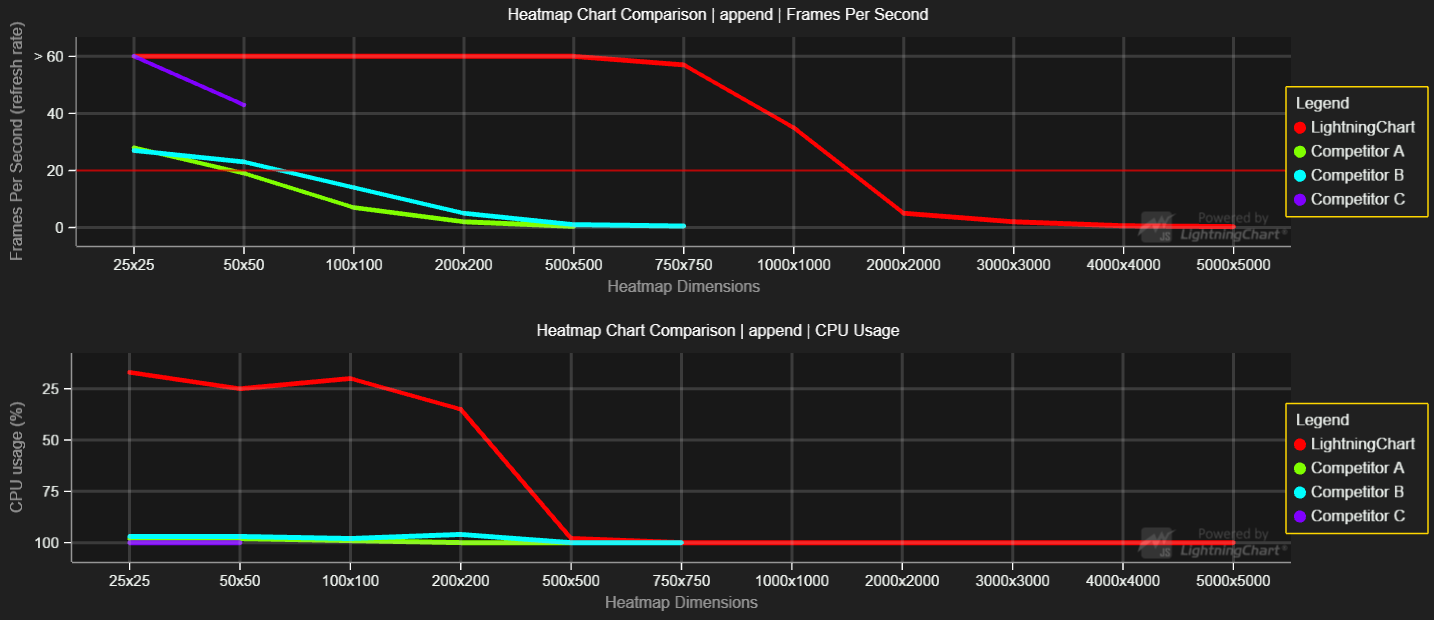 Heatmap Chart Comparison | append | Frames Per Second
Frames Per Second (refresh rate)
> 60
40
20
0
25x25 50x50 100x100 200x200 500x500 750x750 1000x1000 2000x2000 3000x3000 4000x4000 5000x5000
Heatmap Dimensions
Legend
LightningChart
Competitor A
Competitor B
Competitor C
Powered by
JS LightningChart®
Heatmap Chart Comparison | append | CPU Usage
CPU usage (%)
25
50
75
100
25x25 50x50 100x100 200x200 500x500 750x750 1000x1000 2000x2000 3000x3000 4000x4000 5000x5000
Heatmap Dimensions
Legend
LightningChart
Competitor A
Competitor B
Competitor C
Powered by
JS LightningChart®